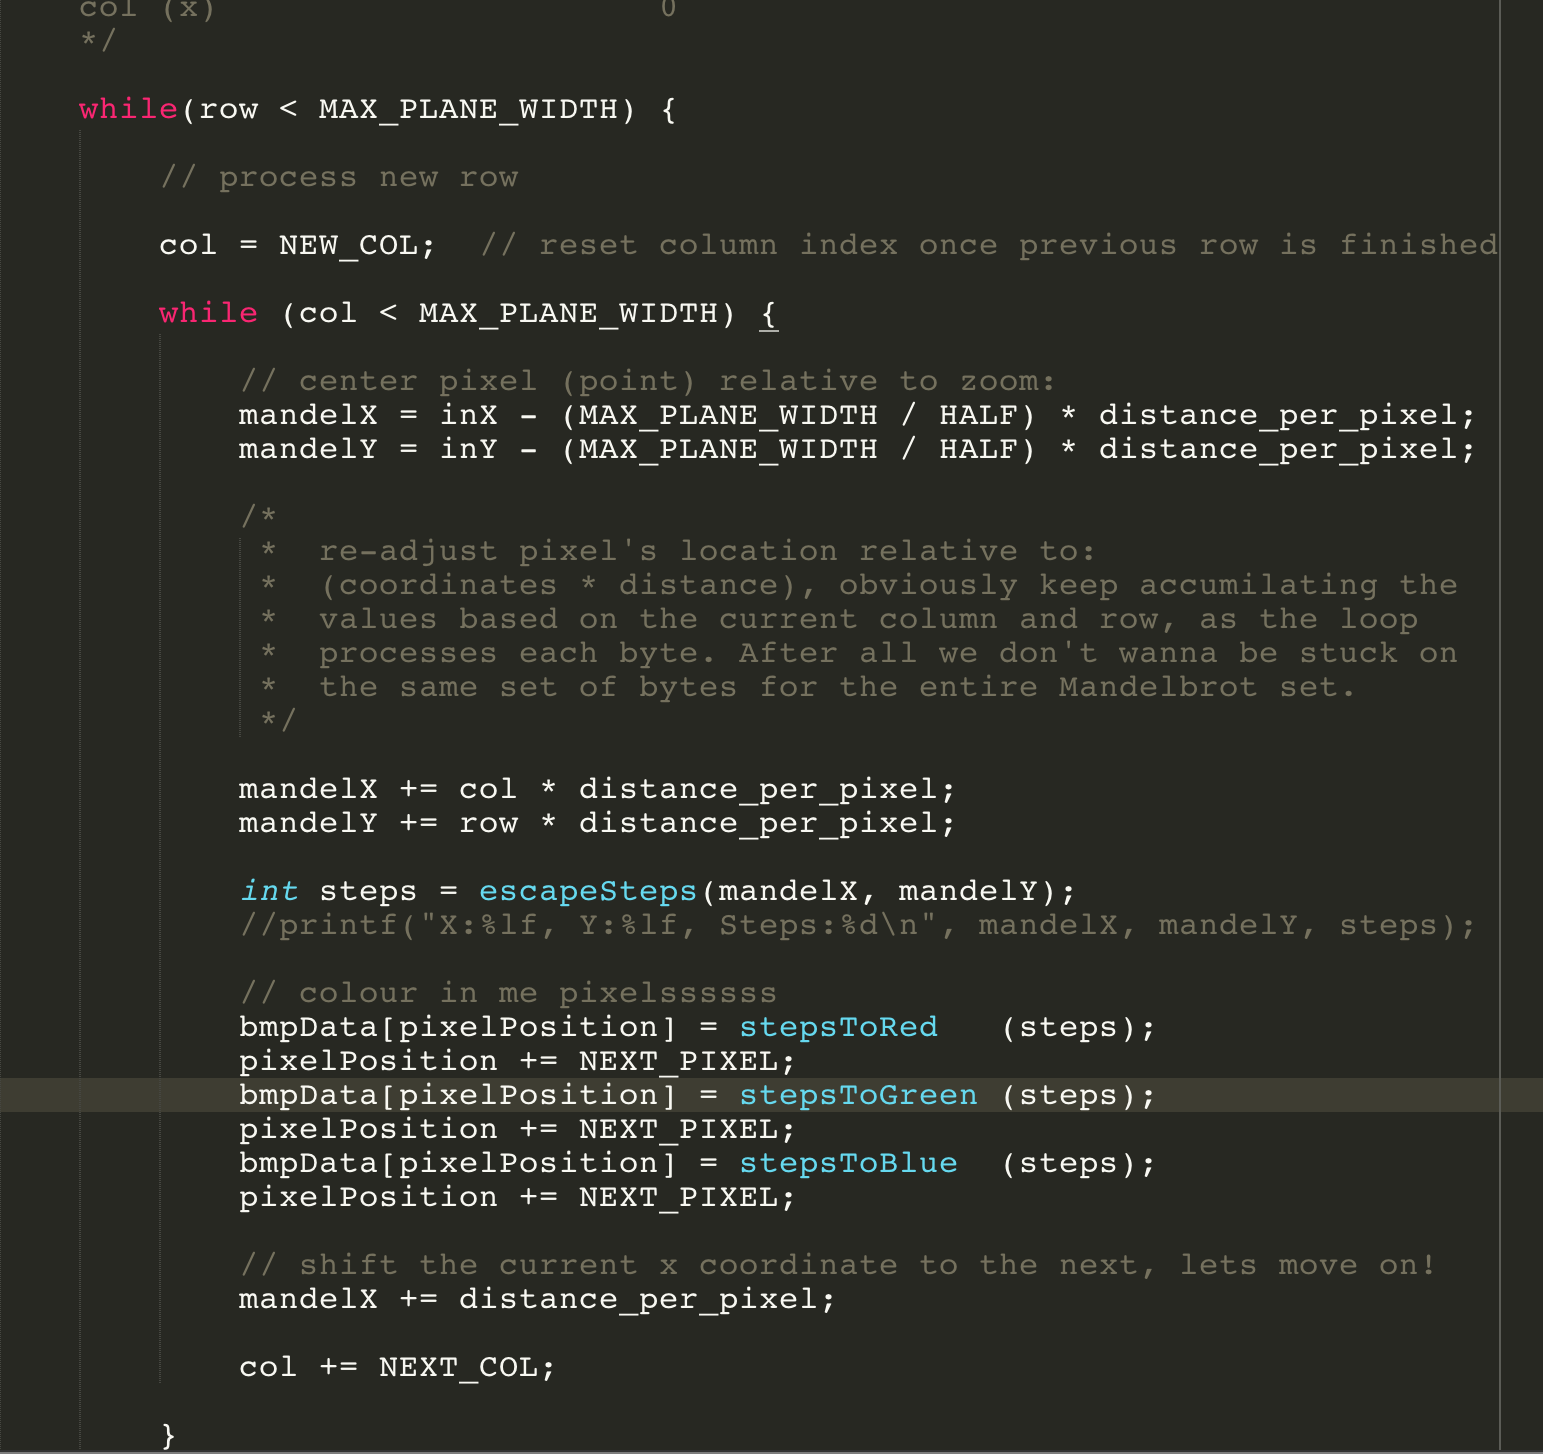 col (x)                      0
*/
while(row < MAX_PLANE_WIDTH) {
// process new row
col = NEW_COL;  // reset column index once previous row is finished
while (col < MAX_PLANE_WIDTH) {
// center pixel (point) relative to zoom:
mandelX = inX - (MAX_PLANE_WIDTH / HALF) * distance_per_pixel;
mandelY = inY - (MAX_PLANE_WIDTH / HALF) * distance_per_pixel;
/*
*  re-adjust pixel's location relative to:
*  (coordinates * distance), obviously keep accumilating the
*  values based on the current column and row, as the loop
*  processes each byte. After all we don't wanna be stuck on
*  the same set of bytes for the entire Mandelbrot set.
*/
mandelX += col * distance_per_pixel;
mandelY += row * distance_per_pixel;
int steps = escapeSteps(mandelX, mandelY);
//printf("X:%lf, Y:%lf, Steps:%d\n", mandelX, mandelY, steps);
// colour in me pixelssssss
bmpData[pixelPosition] = stepsToRed   (steps);
pixelPosition += NEXT_PIXEL;
bmpData[pixelPosition] = stepsToGreen (steps);
pixelPosition += NEXT_PIXEL;
bmpData[pixelPosition] = stepsToBlue  (steps);
pixelPosition += NEXT_PIXEL;
// shift the current x coordinate to the next, lets move on!
mandelX += distance_per_pixel;
col += NEXT_COL;
}